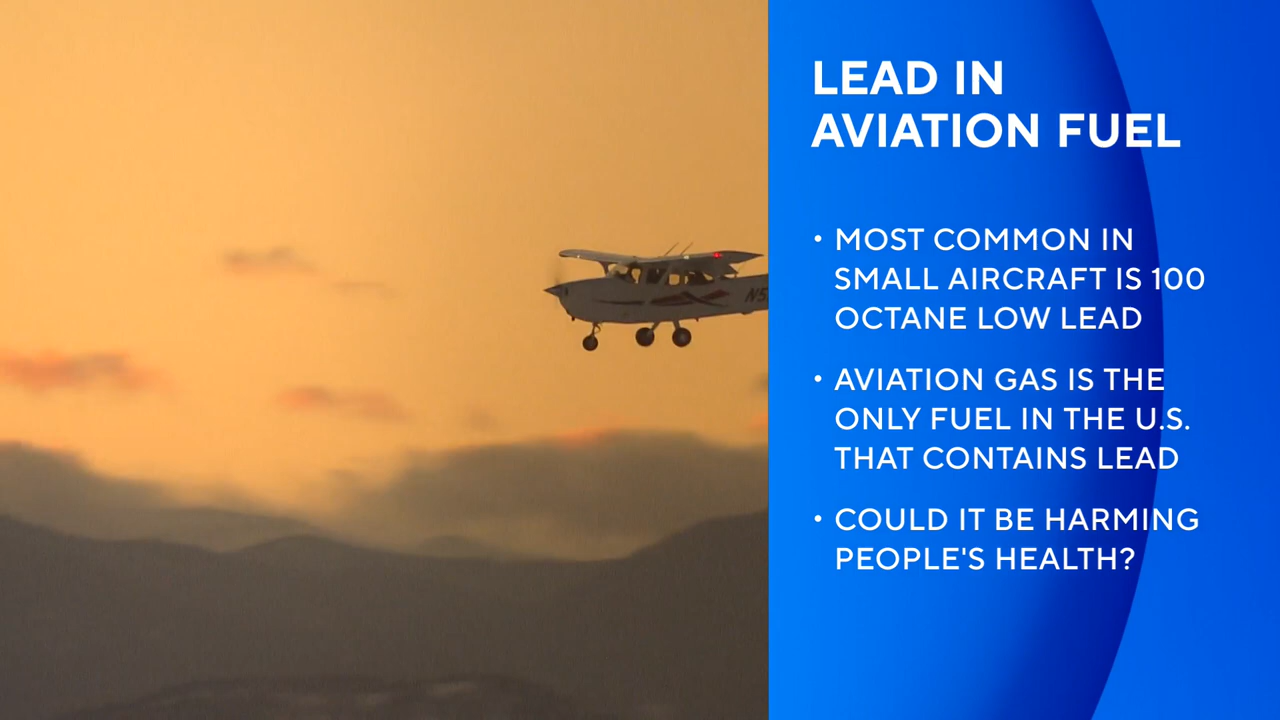 LEAD IN
AVIATION FUEL
• MOST COMMON IN
SMALL AIRCRAFT IS 100
OCTANE LOW LEAD
• AVIATION GAS IS THE
ONLY FUEL IN THE U.S.
THAT CONTAINS LEAD
• COULD IT BE HARMING
PEOPLE'S HEALTH?
N5